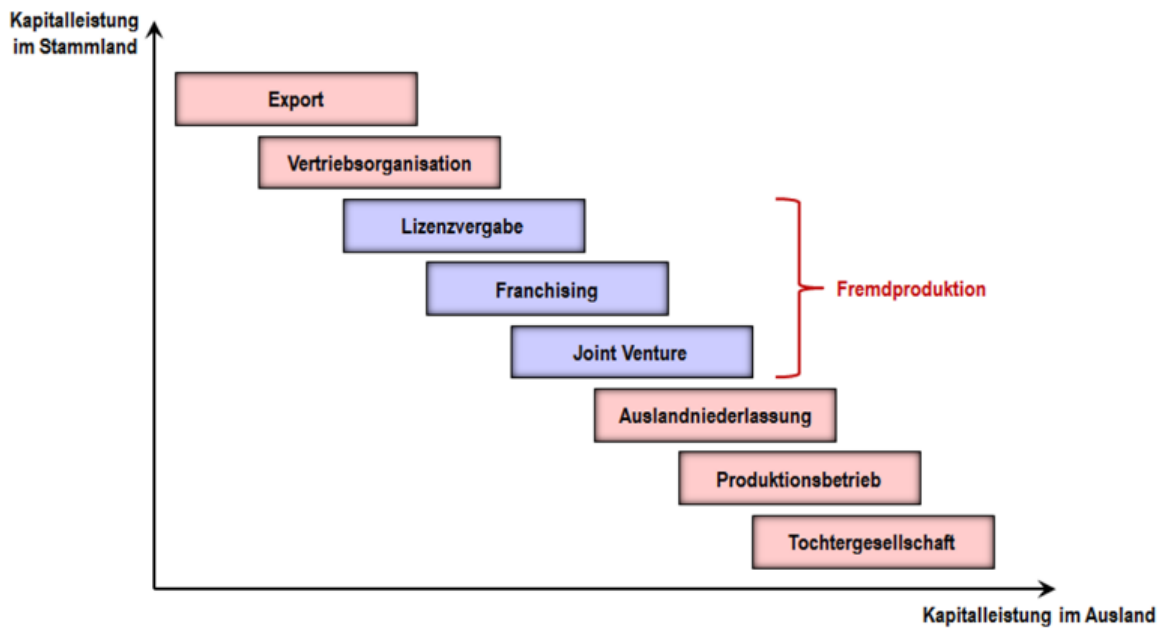 Kapitalleistung
im Stammland
Export
Vertriebsorganisation
Lizenzvergabe
Franchising
Fremdproduktion
Joint Venture
Auslandniederlassung
Produktionsbetrieb
Tochtergesellschaft
Kapitalleistung im Ausland